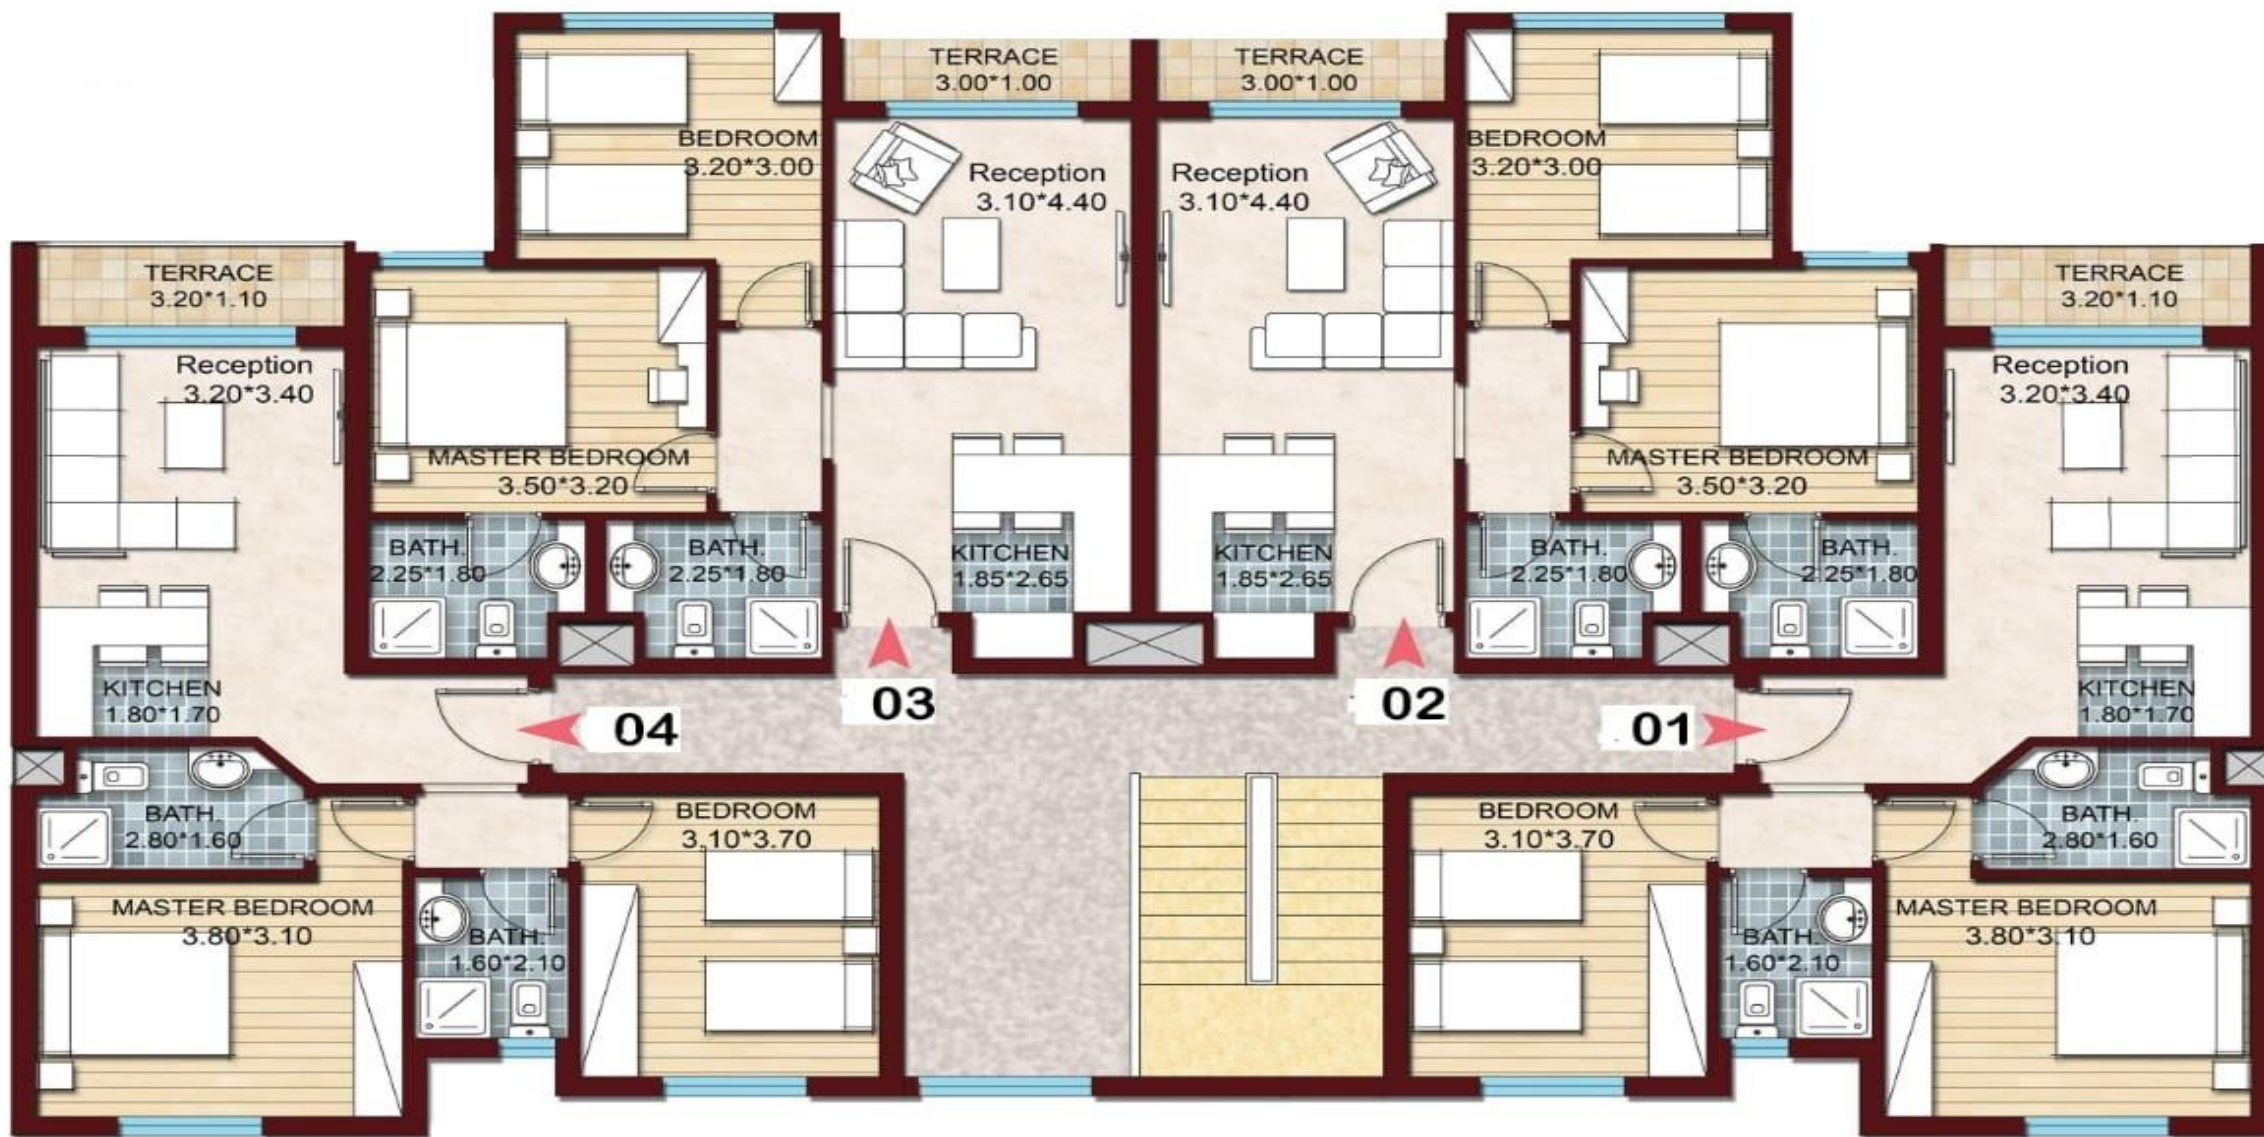 TERRACE
3.00*1.00
TERRACE
3.00*1.00
BEDROOM
3.20*3.00
Reception
3.10*4.40
Reception
3.10*4.40
BEDROOM
3.20*3.00
TERRACE
3.20*1.10
TERRACE
3.20*1.10
Reception
3.20*3.40
Reception
3.20*3.40
MASTER BEDROOM
3.50*3.20
MASTER BEDROOM
3.50*3.20
BATH.
2.25*1.80
BATH.
2.25*1.80
KITCHEN
1.85*2.65
KITCHEN
1.85*2.65
BATH.
2.25*1.80
BATH.
2.25*1.80
KITCHEN
1.80*1.70
04
03
02
01
KITCHEN
1.80*1.70
BATH.
2.80*1.60
BEDROOM
3.10*3.70
BEDROOM
3.10*3.70
BATH.
2.80*1.60
MASTER BEDROOM
3.80*3.10
BATH.
1.60*2.10
BATH.
1.60*2.10
MASTER BEDROOM
3.80*3.10